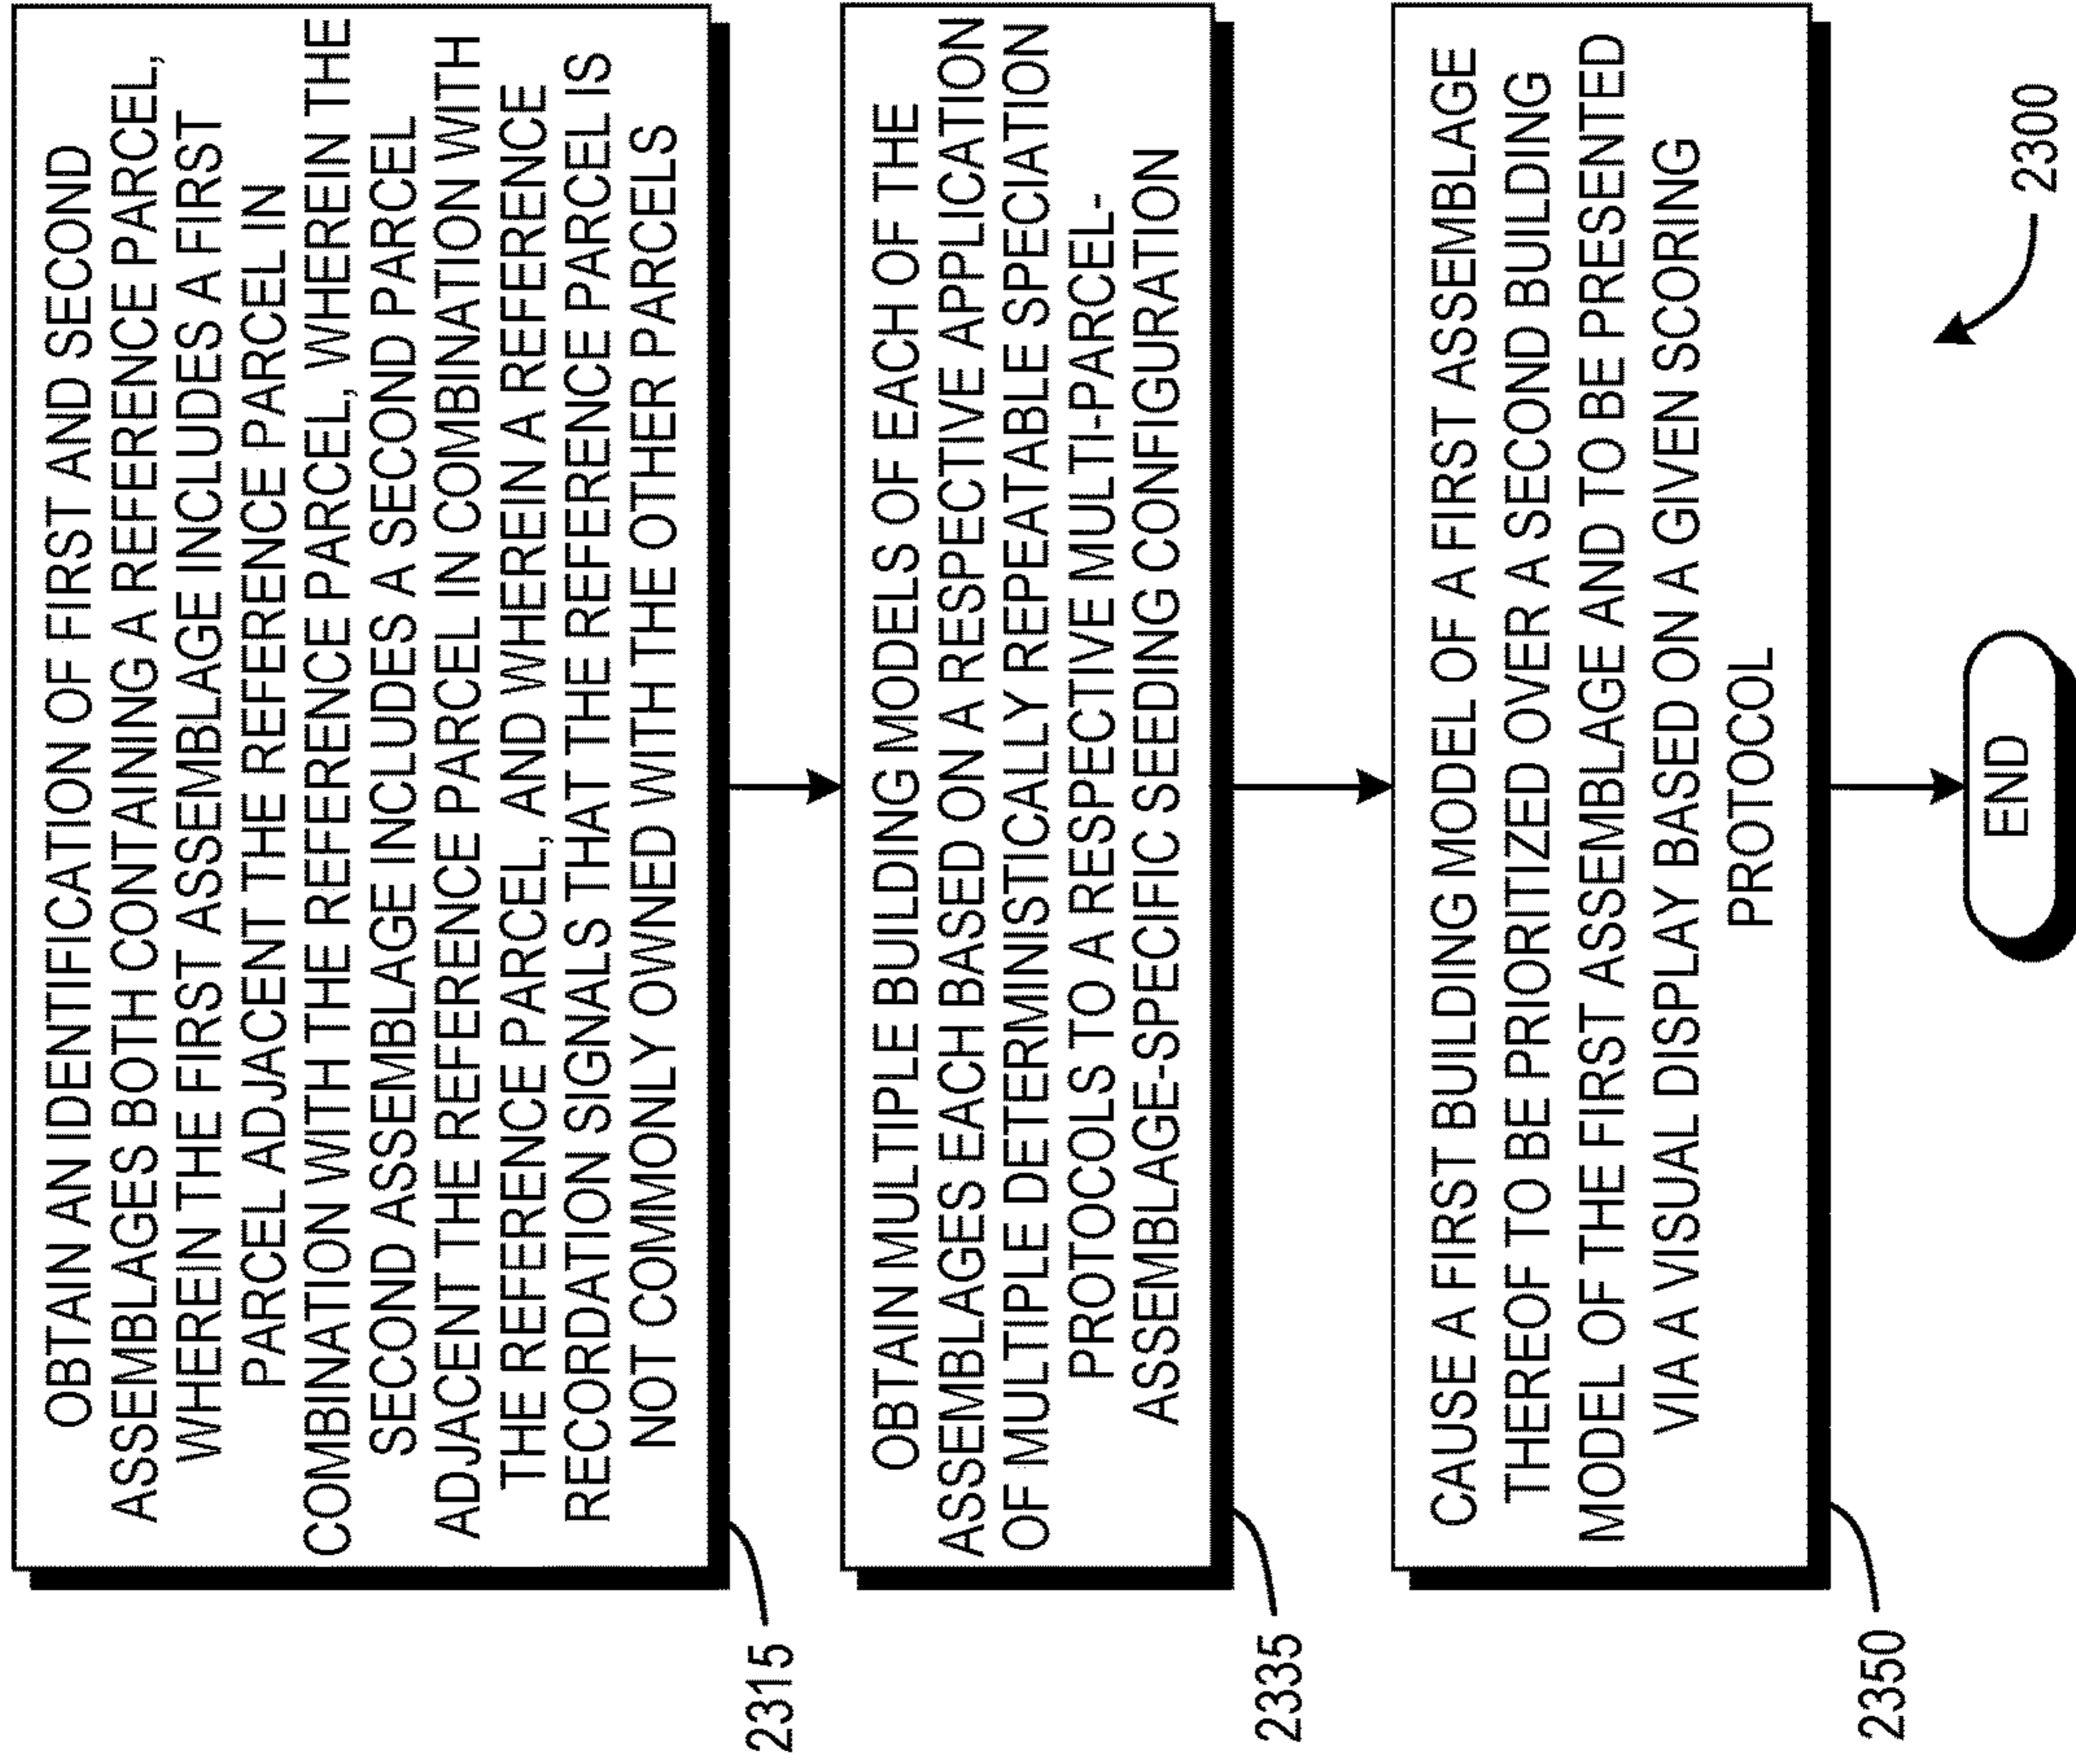 OBTAIN AN IDENTIFICATION OF FIRST AND SECOND
ASSEMBLAGES BOTH CONTAINING A REFERENCE PARCEL,
WHEREIN THE FIRST ASSEMBLAGE INCLUDES A FIRST
PARCEL ADJACENT THE REFERENCE PARCEL IN
COMBINATION WITH THE REFERENCE PARCEL, WHEREIN THE
SECOND ASSEMBLAGE INCLUDES A SECOND PARCEL
ADJACENT THE REFERENCE PARCEL IN COMBINATION WITH
THE REFERENCE PARCEL, AND WHEREIN A REFERENCE
RECORDATION SIGNALS THAT THE REFERENCE PARCEL IS
NOT COMMONLY OWNED WITH THE OTHER PARCELS
2315
OBTAIN MULTIPLE BUILDING MODELS OF EACH OF THE
ASSEMBLAGES EACH BASED ON A RESPECTIVE APPLICATION
OF MULTIPLE DETERMINISTICALLY REPEATABLE SPECIATION
PROTOCOLS TO A RESPECTIVE MULTI-PARCEL-
ASSEMBLAGE-SPECIFIC SEEDING CONFIGURATION
2335
CAUSE A FIRST BUILDING MODEL OF A FIRST ASSEMBLAGE
THEREOF TO BE PRIORITIZED OVER A SECOND BUILDING
MODEL OF THE FIRST ASSEMBLAGE AND TO BE PRESENTED
VIA A VISUAL DISPLAY BASED ON A GIVEN SCORING
PROTOCOL
2350
END
2300